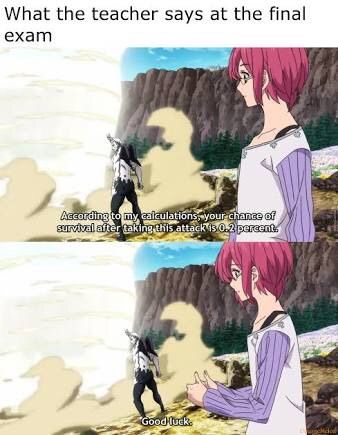 What the teacher says at the final
exam
According to my calculations, your chance of
survival after taking this attack is 0.2 percent.
Good luck.